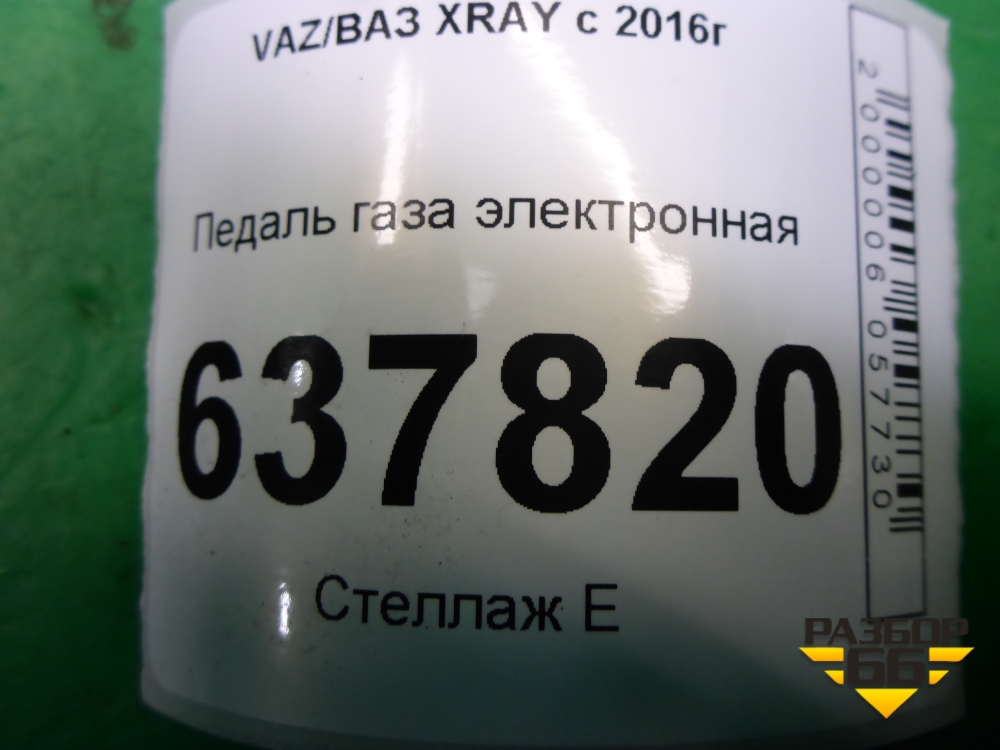 VAZ/ВАЗ XRAY с 2016г
Педаль газа электронная
637820
Стеллаж Е
2000006057730
РАЗБОР
66